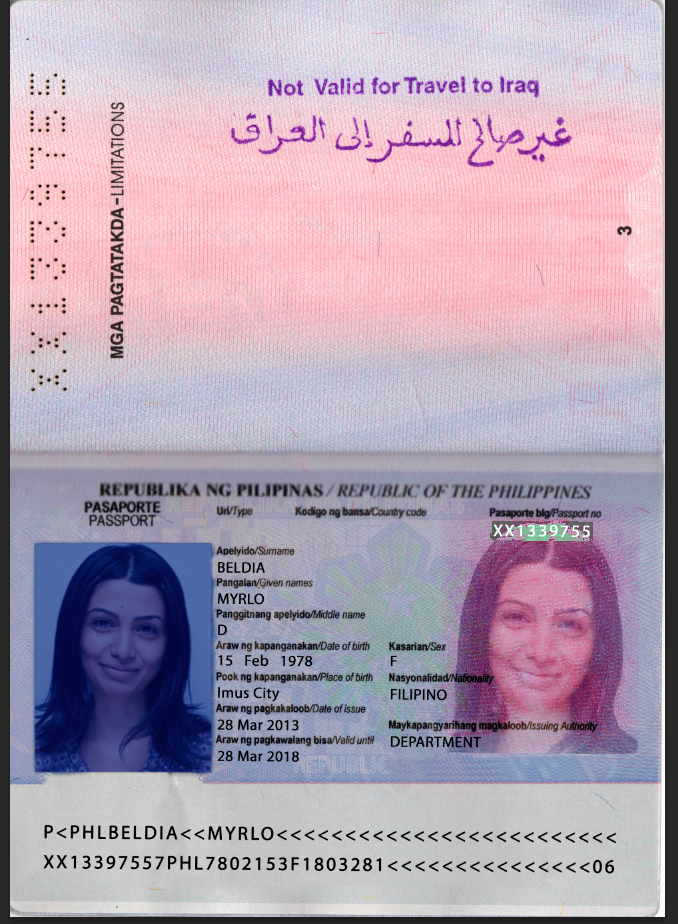 Not Valid for Travel to Iraq
غير صالح للسفر إلى العراق
XX1339755
MGA PAGTATAKDA-LIMITATIONS
3
REPUBLIKA NG PILIPINAS / REPUBLIC OF THE PHILIPPINES
PASAPORTE
PASSPORT
Uri/Type Kodigo ng bansa/Country code Pasaporte blg/Passport no
XX1339755
Apelyido/Surname
BELDIA
Pangalan/Given names
MYRLO
Panggitnang apelyido/Middle name
D
Araw ng kapanganakan/Date of birth Kasarian/Sex
15 Feb 1978 F
Pook ng kapanganakan/Place of birth Nasyonalidad/Nationality
Imus City FILIPINO
Araw ng pagkakaloob/Date of issue
28 Mar 2013 Maykapangyarihang magkaloob/Issuing Authority
Araw ng pagkawalang bisa/Valid until DEPARTMENT
28 Mar 2018
REPUBLIC
P<PHLBELDIA<<MYRLO<<<<<<<<<<<<<<<<<<<<<<<<<<
XX13397557PHL7802153F1803281<<<<<<<<<<<<<<06